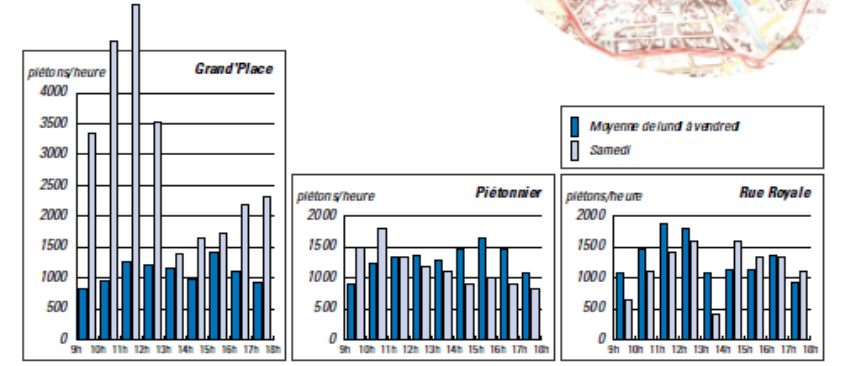 piétons/heure
Grand'Place
4000
3500
3000
2500
2000
1500
1000
500
0
9h 10h 11h 12h 13h 14h 15h 16h 17h 18h
Moyenne de lundi à vendredi
Samedi
piétons/heure
Piétonnier
2000
1500
1000
500
0
9h 10h 11h 12h 13h 14h 15h 16h 17h 18h
piétons/heure
Rue Royale
2000
1500
1000
500
0
9h 10h 11h 12h 13h 14h 15h 16h 17h 18h